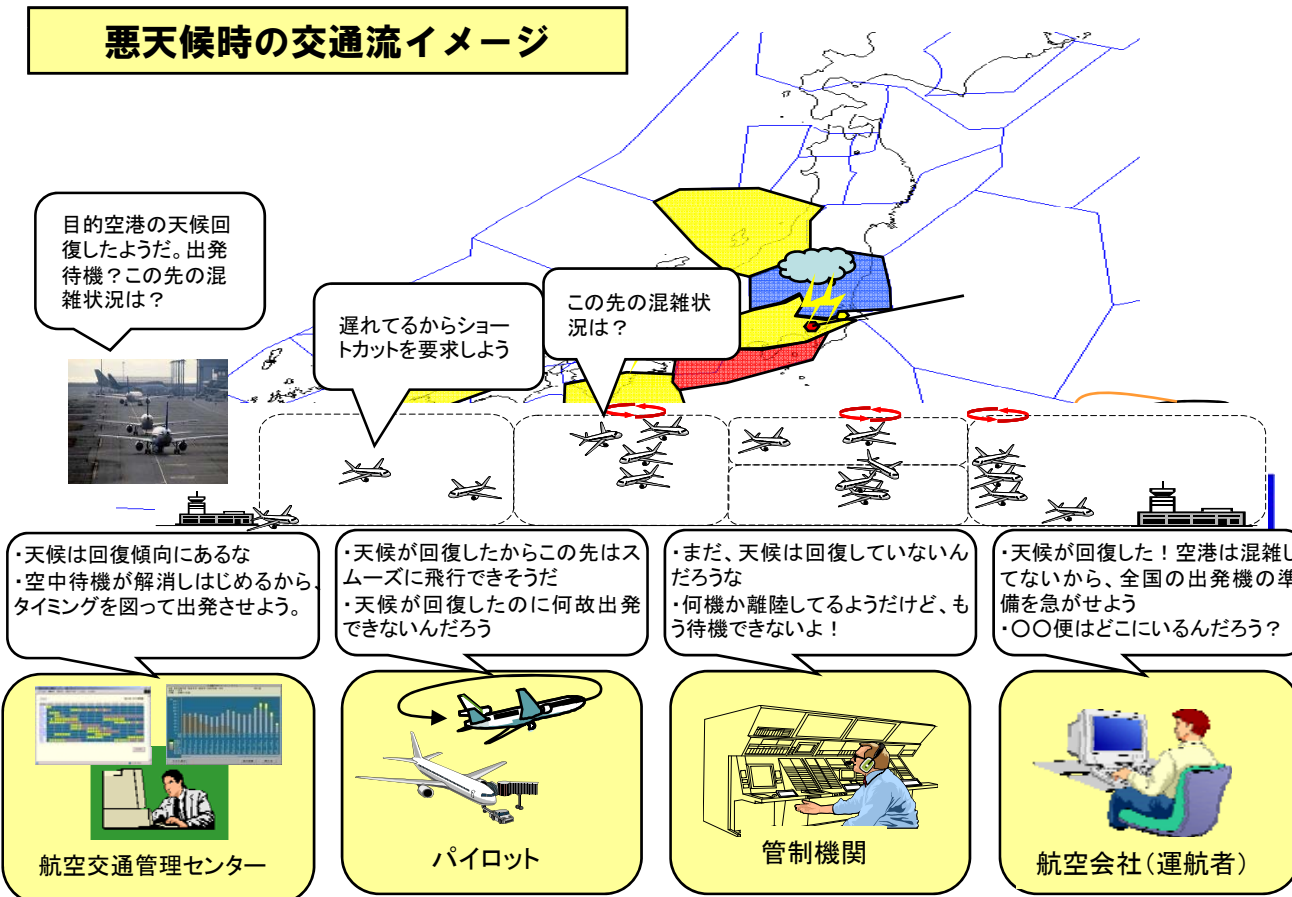 悪天候時の交通流イメージ
目的空港の天候回
復したようだ。出発
待機？この先の混
雑状況は？
遅れてるからショー
トカットを要求しよう
この先の混雑状
況は？
・天候は回復傾向にあるな
・空中待機が解消しはじめるから、
タイミングを図って出発させよう。
・天候が回復したからこの先はス
ムーズに飛行できそうだ
・天候が回復したのに何故出発
できないんだろう
・まだ、天候は回復していないん
だろうな
・何機か離陸してるようだけど、も
う待機できないよ！
・天候が回復した！空港は混雑し
てないから、全国の出発機の準
備を急がせよう
・〇〇便はどこにいるんだろう？
航空交通管理センター
パイロット
管制機関
航空会社（運航者）